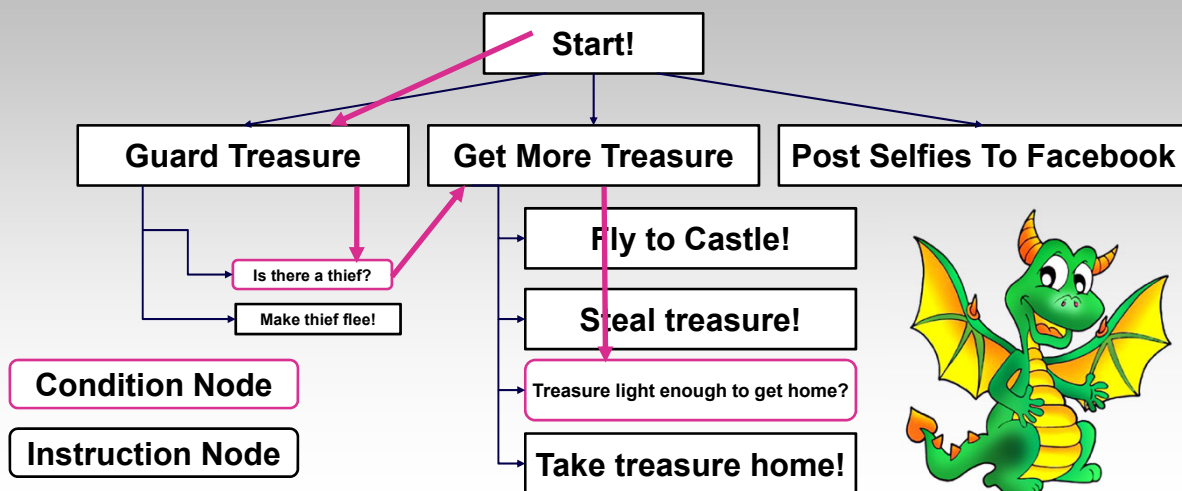 Start!
Guard Treasure
Get More Treasure
Post Selfies To Facebook
Is there a thief?
Make thief flee!
Fly to Castle!
Steal treasure!
Treasure light enough to get home?
Take treasure home!
Condition Node
Instruction Node